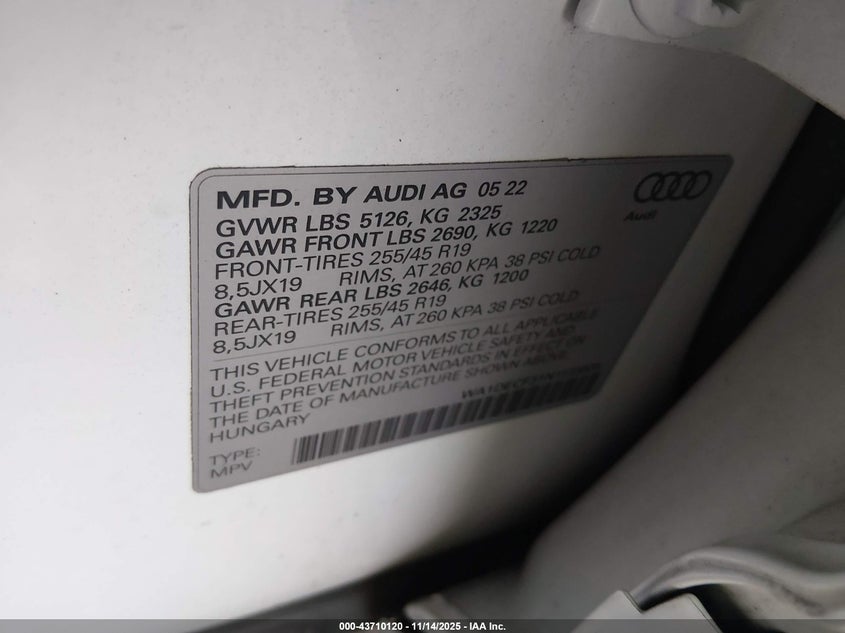 MFD. BY AUDI AG 05 22
Audi
GVWR LBS 5126, KG 2325
GAWR FRONT LBS 2690, KG 1220
FRONT-TIRES 255/45 R19
8,5JX19 RIMS, AT 260 KPA 38 PSI COLD
GAWR REAR LBS 2646, KG 1200
REAR-TIRES 255/45 R19
8,5JX19 RIMS, AT 260 KPA 38 PSI COLD
THIS VEHICLE CONFORMS TO ALL APPLICABLE
U.S. FEDERAL MOTOR VEHICLE SAFETY AND
THEFT PREVENTION STANDARDS IN EFFECT ON
THE DATE OF MANUFACTURE SHOWN ABOVE.
HUNGARY
TYPE:
MPV
000-43710120 — 11/14/2025 — IAA Inc.